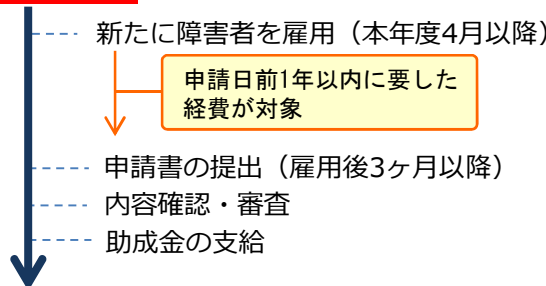 新たに障害者を雇用（本年度4月以降）
申請日前1年以内に要した
経費が対象
申請書の提出（雇用後3ヶ月以降）
内容確認・審査
助成金の支給